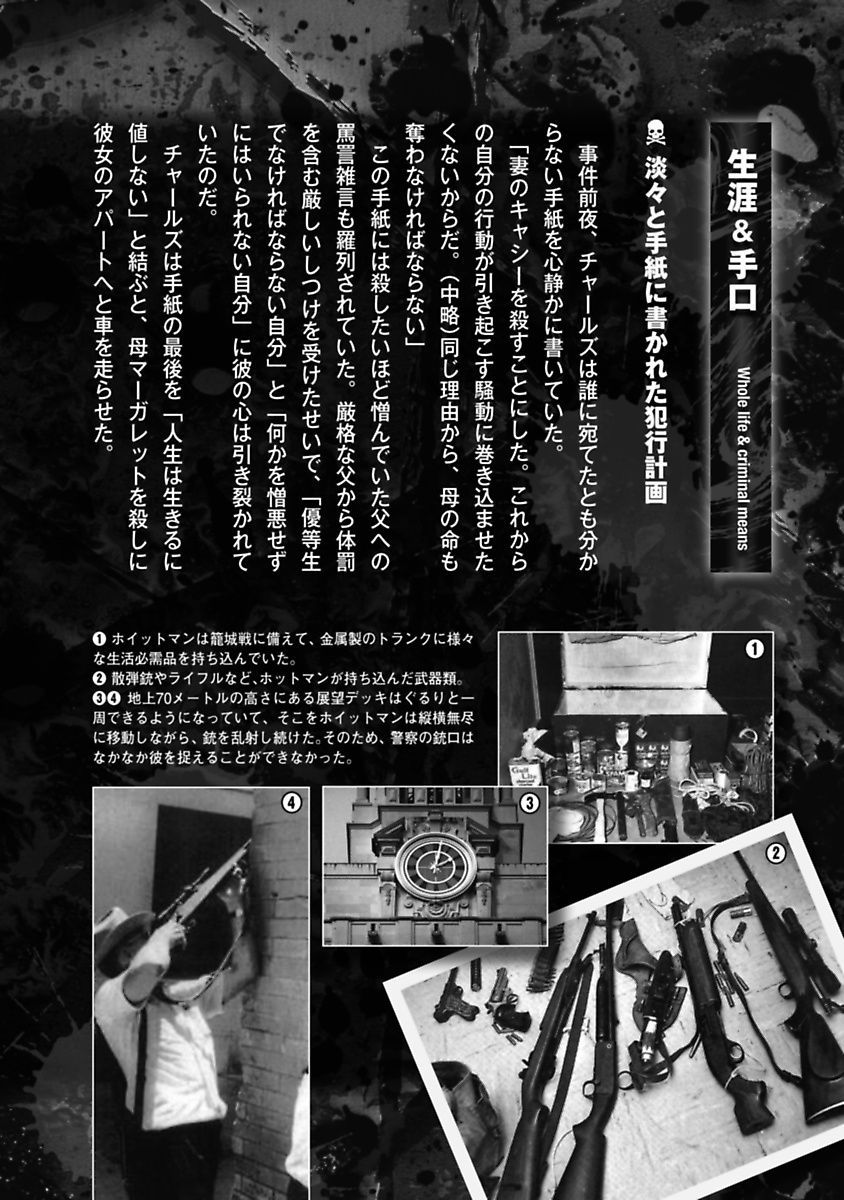 生涯&手口
Whole life & criminal means
淡々と手紙に書かれた犯行計画
事件前夜、チャールズは誰に宛てたとも分か
らない手紙を心静かに書いていた。
「妻のキャシーを殺すことにした。これから
の自分の行動が引き起こす騒動に巻き込ませた
くないからだ。(中略)同じ理由から、母の命も
奪わなければならない」
この手紙には殺したいほど憎んでいた父への
罵詈雑言も羅列されていた。厳格な父から体罰
を含む厳しいしつけを受けたせいで、「優等生
でなければならない自分」と「何かを憎悪せず
にはいられない自分」に彼の心は引き裂かれて
いたのだ。
チャールズは手紙の最後を「人生は生きるに
値しない」と結ぶと、母マーガレットを殺しに
彼女のアパートへと車を走らせた。
❶ ホイットマンは籠城戦に備えて、金属製のトランクに様々
な生活必需品を持ち込んでいた。
❷ 散弾銃やライフルなど、ホットマンが持ち込んだ武器類。
❸❹ 地上70メートルの高さにある展望デッキはぐるりと一
周できるようになっていて、そこをホイットマンは縦横無尽
に移動しながら、銃を乱射し続けた。そのため、警察の銃口は
なかなか彼を捉えることができなかった。
①
Gulf
Lite
④
③
②